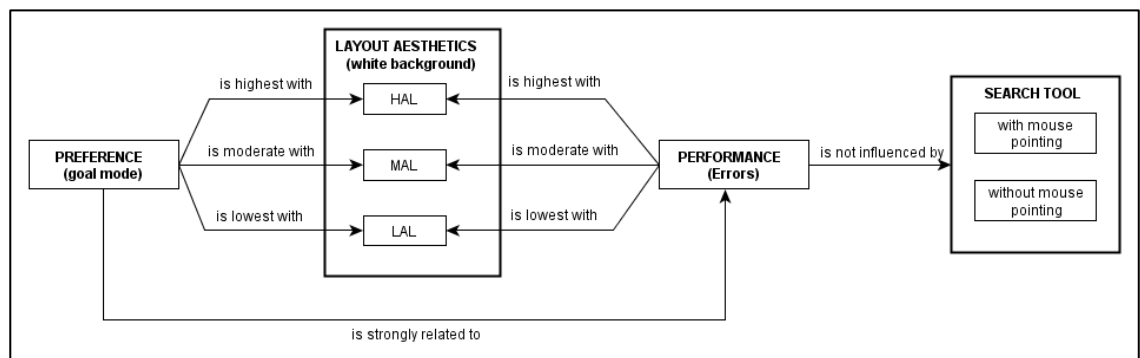 LAYOUT AESTHETICS
(white background)
is highest with
HAL
is highest with
SEARCH TOOL
with mouse
pointing
PREFERENCE
(goal mode)
is moderate with
MAL
is moderate with
PERFORMANCE
(Errors)
is not influenced by
without mouse
pointing
is lowest with
LAL
is lowest with
is strongly related to